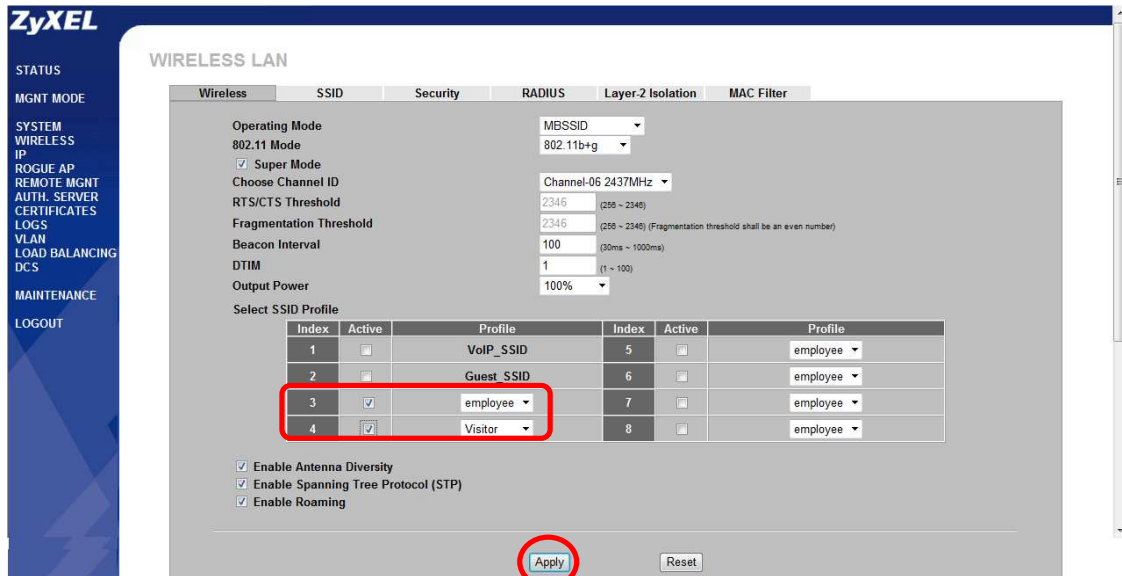 ZyXEL
STATUS
MGNT MODE
SYSTEM
WIRELESS
IP
ROGUE AP
REMOTE MGNT
AUTH. SERVER
CERTIFICATES
LOGS
VLAN
LOAD BALANCING
DCS
MAINTENANCE
LOGOUT
WIRELESS LAN
Wireless SSID Security RADIUS Layer-2 Isolation MAC Filter
Operating Mode MBSSID
802.11 Mode 802.11b+g
Super Mode
Choose Channel ID Channel-06 2437MHz
RTS/CTS Threshold 2346 (256 ~ 2346)
Fragmentation Threshold 2346 (256 ~ 2346) (Fragmentation threshold shall be an even number)
Beacon Interval 100 (30ms ~ 1000ms)
DTIM 1 (1 ~ 100)
Output Power 100%
Select SSID Profile
Index Active Profile Index Active Profile
1 VoIP_SSID 5 employee
2 Guest_SSID 6 employee
3 employee 7 employee
4 Visitor 8 employee
Enable Antenna Diversity
Enable Spanning Tree Protocol (STP)
Enable Roaming
Apply Reset